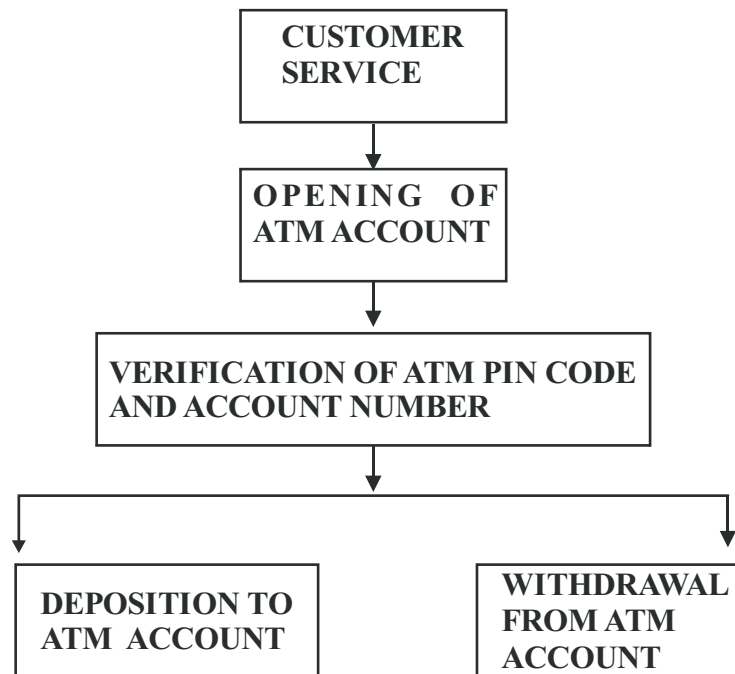 CUSTOMER
SERVICE
OPENING OF
ATM ACCOUNT
VERIFICATION OF ATM PIN CODE
AND ACCOUNT NUMBER
DEPOSITION TO
ATM ACCOUNT
WITHDRAWAL
FROM ATM
ACCOUNT